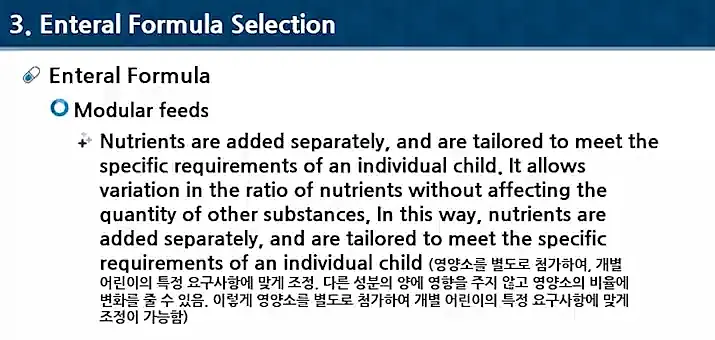 3. Enteral Formula Selection
Enteral Formula
Modular feeds
Nutrients are added separately, and are tailored to meet the
specific requirements of an individual child. It allows
variation in the ratio of nutrients without affecting the
quantity of other substances. In this way, nutrients are
added separately, and are tailored to meet the specific
requirements of an individual child (영양소를 별도로 첨가하여, 개별
어린이의 특정 요구사항에 맞게 조정. 다른 성분의 양에 영향을 주지 않고 영양소의 비율에
변화를 줄 수 있음. 이렇게 영양소를 별도로 첨가하여 개별 어린이의 특정 요구사항에 맞게
조정이 가능함)